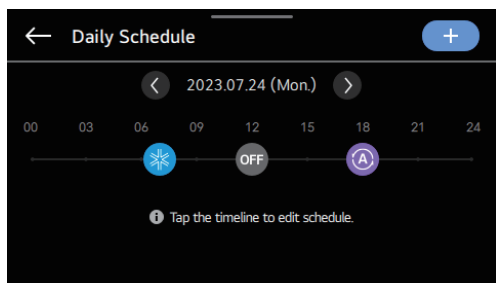 Daily Schedule
2023.07.24 (Mon.)
00 03 06 09 12 15 18 21 24
OFF A
Tap the timeline to edit schedule.